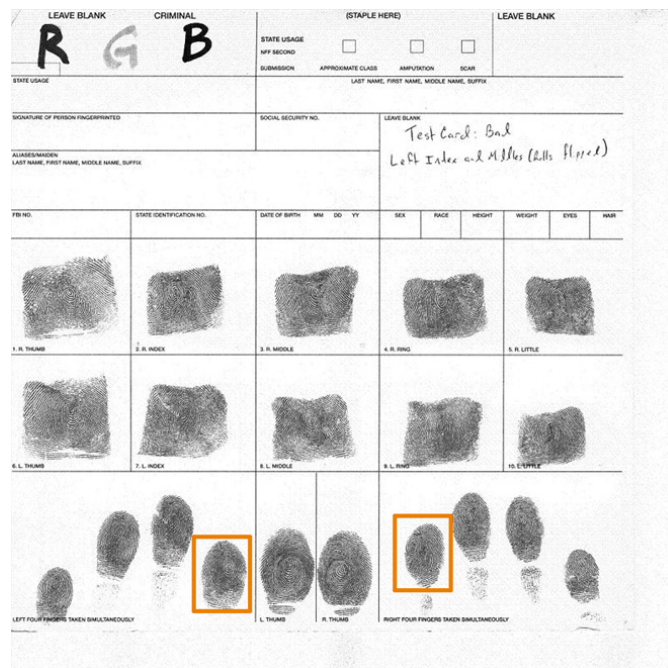 LEAVE BLANK CRIMINAL (STAPLE HERE) LEAVE BLANK
R G B
STATE USAGE
NFF SECOND
SUBMISSION APPROXIMATE CLASS AMPUTATION SCAR
STATE USAGE LAST NAME, FIRST NAME, MIDDLE NAME, SUFFIX
SIGNATURE OF PERSON FINGERPRINTED SOCIAL SECURITY NO. LEAVE BLANK
Test Card: Bad
Left Index and Middles (Rolls flipped)
ALIASES/MAIDEN
LAST NAME, FIRST NAME, MIDDLE NAME, SUFFIX
FBI NO. STATE IDENTIFICATION NO. DATE OF BIRTH MM DD YY SEX RACE HEIGHT WEIGHT EYES HAIR
1. R. THUMB 2. R. INDEX 3. R. MIDDLE 4. R. RING 5. R. LITTLE
6. L. THUMB 7. L. INDEX 8. L. MIDDLE 9. L. RING 10. L. LITTLE
LEFT FOUR FINGERS TAKEN SIMULTANEOUSLY L. THUMB R. THUMB RIGHT FOUR FINGERS TAKEN SIMULTANEOUSLY